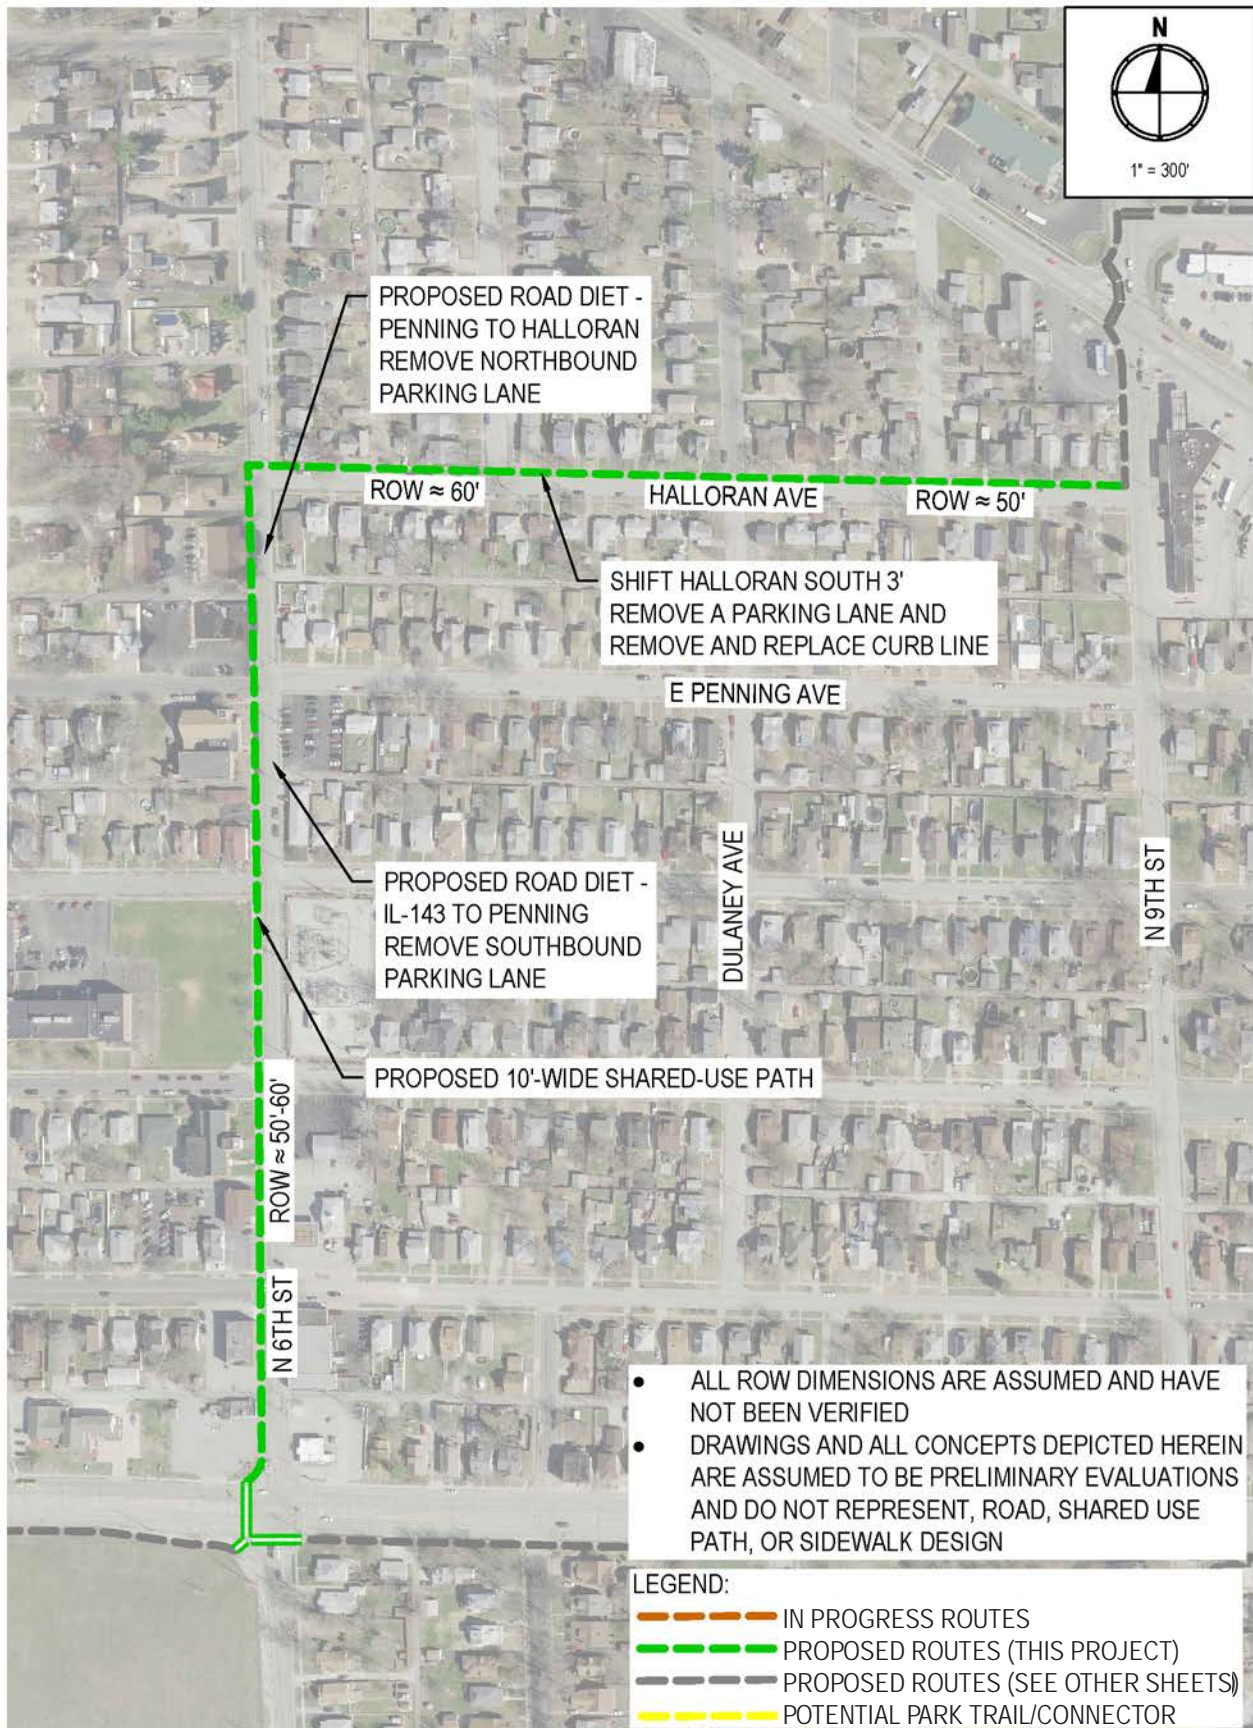 N
1" = 300'
PROPOSED ROAD DIET -
PENNING TO HALLORAN
REMOVE NORTHBOUND
PARKING LANE
ROW ≈ 60'
HALLORAN AVE
ROW ≈ 50'
SHIFT HALLORAN SOUTH 3'
REMOVE A PARKING LANE AND
REMOVE AND REPLACE CURB LINE
E PENNING AVE
PROPOSED ROAD DIET -
IL-143 TO PENNING
REMOVE SOUTHBOUND
PARKING LANE
DULANEY AVE
N 9TH ST
PROPOSED 10'-WIDE SHARED-USE PATH
ROW ≈ 50'-60'
N 6TH ST
• ALL ROW DIMENSIONS ARE ASSUMED AND HAVE
NOT BEEN VERIFIED
• DRAWINGS AND ALL CONCEPTS DEPICTED HEREIN
ARE ASSUMED TO BE PRELIMINARY EVALUATIONS
AND DO NOT REPRESENT, ROAD, SHARED USE
PATH, OR SIDEWALK DESIGN
LEGEND:
IN PROGRESS ROUTES
PROPOSED ROUTES (THIS PROJECT)
PROPOSED ROUTES (SEE OTHER SHEETS)
POTENTIAL PARK TRAIL/CONNECTOR